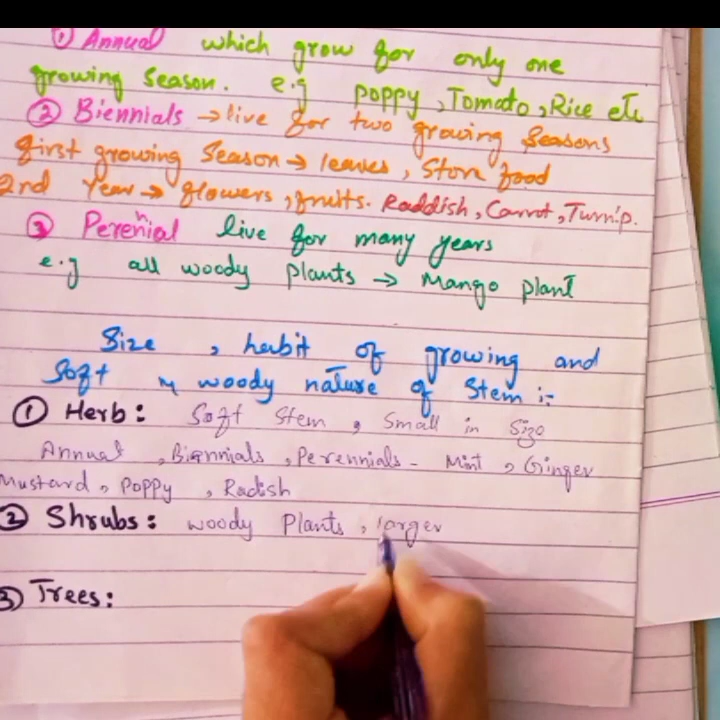 ① Annual which grow for only one
growing season. e.g Poppy, Tomato, Rice etc
② Biennials → live for two growing seasons
first growing Season → leaves, Store food
2nd Year → flowers, fruits. Raddish, Carrot, Turnip.
③ Perennial live for many years
e.g all woody plants → Mango plant
Size, habit of growing and
Soft woody nature of Stem :-
① Herb: Soft Stem, Small in Size
Annual, Biennials, Perennials - Mint, Ginger
Mustard, Poppy, Radish
② Shrubs: woody Plants, larger
③ Trees: